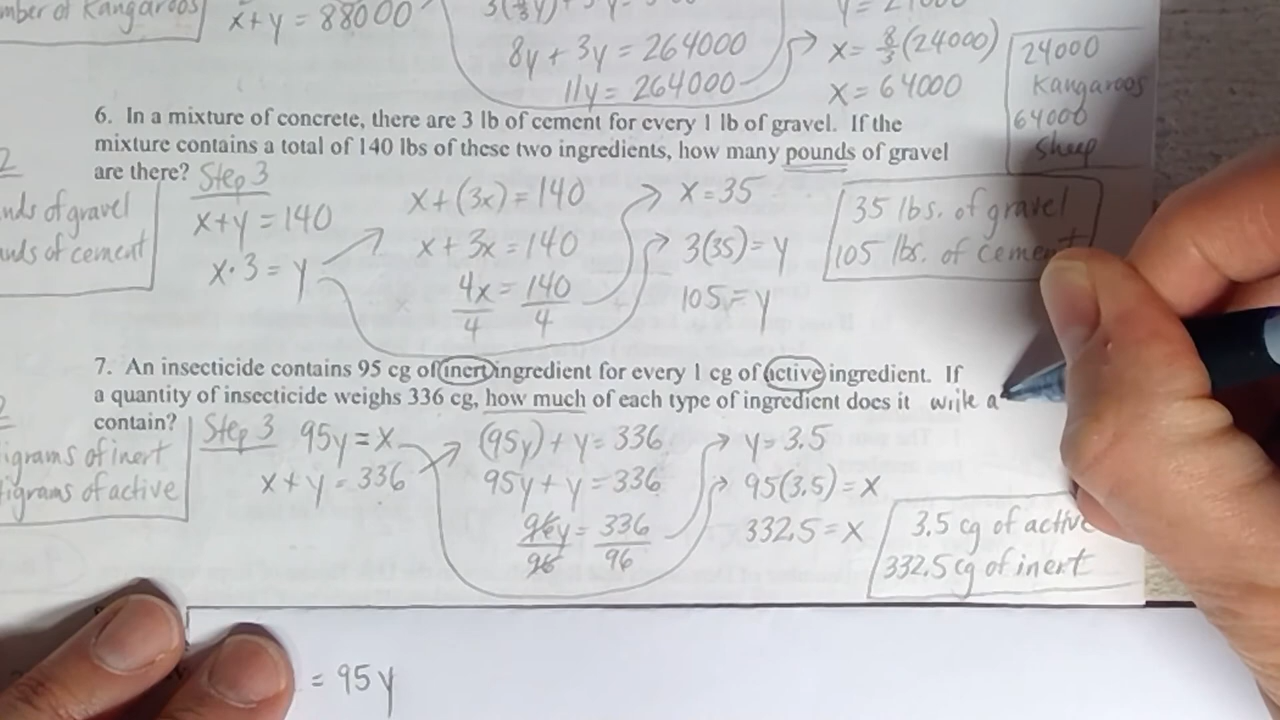 mber of Kangaroos
x+y = 88000
8y + 3y = 264000
11y = 264000
x = 8/3 (24000)
x = 64000
24000
Kangaroos
64000
Sheep
6. In a mixture of concrete, there are 3 lb of cement for every 1 lb of gravel. If the
mixture contains a total of 140 lbs of these two ingredients, how many pounds of gravel
are there? Step 3
2
nds of gravel
nds of cement
x+y = 140
x·3 = y
x+(3x) = 140
x+3x = 140
4x/4 = 140/4
x = 35
3(35) = y
105 = y
35 lbs. of gravel
105 lbs. of cement
7. An insecticide contains 95 cg of inert ingredient for every 1 cg of active ingredient. If
a quantity of insecticide weighs 336 cg, how much of each type of ingredient does it write a
contain? Step 3
2
igrams of inert
tigrams of active
95y = x
x+y = 336
(95y)+y = 336
95y+y = 336
96y/96 = 336/96
y = 3.5
95(3.5) = x
332.5 = x
3.5 cg of active
332.5 cg of inert
= 95y